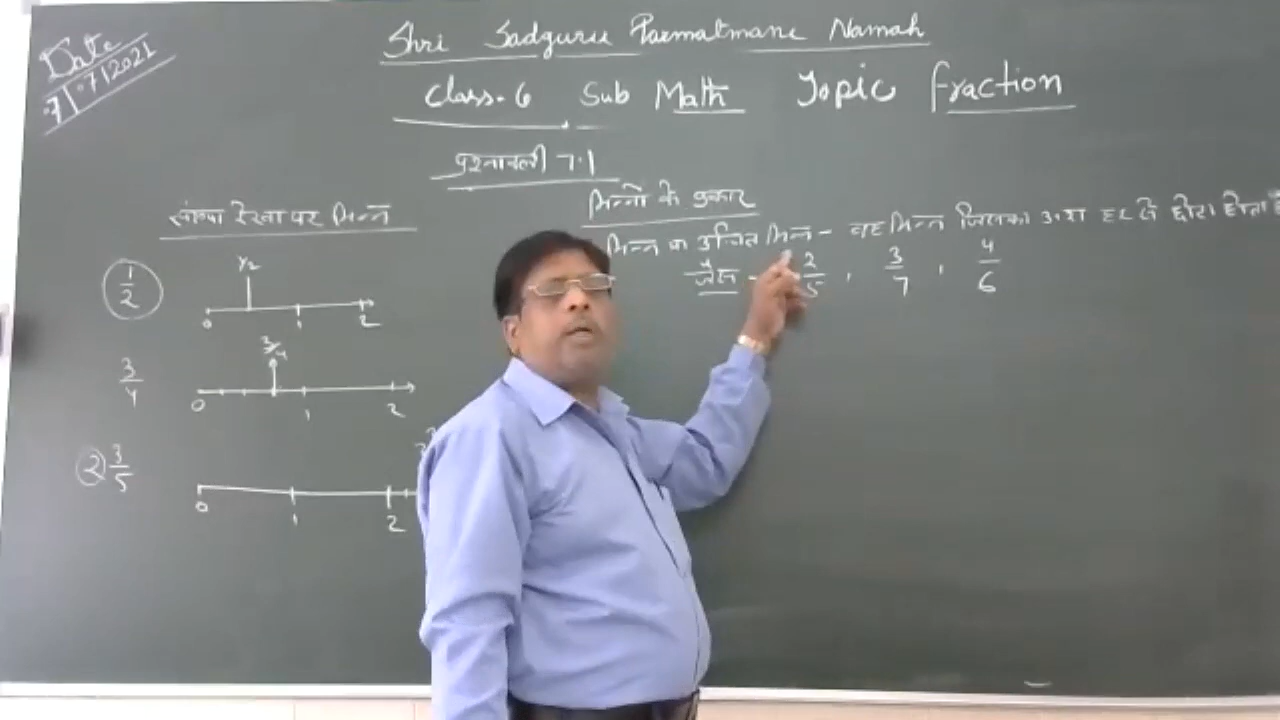 Date
7/07/2021
Shri Sadguru Parmatmane Namah
Class-6 Sub Math Topic fraction
प्रश्नावली 7.1
संख्या रेखा पर भिन्न
1/2
1/2
0 1 2
3/4
3/4
0 1 2
2 3/5
0 1 2
भिन्नो के प्रकार
भिन्न उचित भिन्न - वह भिन्न जिसका अंश हर से छोटा होता
जैसे - 2/5, 3/7, 4/6